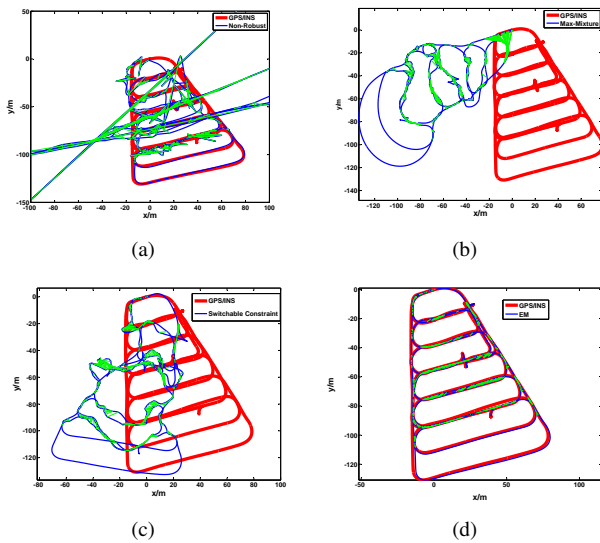 50
0
-50
-100
-150
y/m
GPS/INS
Non-Robust
-100 -80 -60 -40 -20 0 20 40 60 80 100
x/m
(a)
0
-20
-40
-60
-80
-100
-120
-140
y/m
GPS/INS
Max-Mixture
-120 -100 -80 -60 -40 -20 0 20 40 60
x/m
(b)
0
-20
-40
-60
-80
-100
-120
y/m
GPS/INS
Switchable Constraint
-80 -60 -40 -20 0 20 40 60 80 100
x/m
(c)
0
-20
-40
-60
-80
-100
-120
y/m
GPS/INS
EM
-50 0 50 100
x/m
(d)